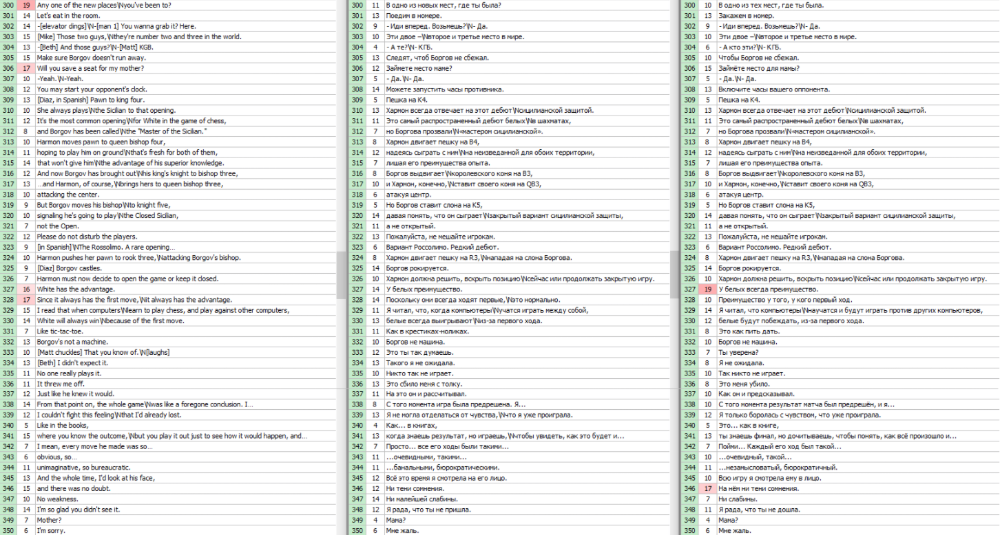 300 19 Any one of the new places\Nyou've been to? 300 11 В одно из новых мест, где ты была? 300 10 В одно из тех мест, где ты была.
301 14 Let's eat in the room. 301 13 Поедим в номере. 301 13 Закажем в номер.
302 14 -[elevator dings]\N-[man 1] You wanna grab it? Here. 302 9 - Иди вперед. Возьмешь?\N- Да. 302 9 - Иди вперед. Возьмешь?\N- Да.
303 15 [Mike] Those two guys,\Nthey're number two and three in the world. 303 10 Эти двое –\Nвторое и третье место в мире. 303 10 Эти двое –\Nвторое и третье место в мире.
304 13 -[Beth] And those guys?\N-[Matt] KGB. 304 4 - А те?\N- КГБ. 304 6 - А кто эти?\N- КГБ.
305 15 Make sure Borgov doesn't run away. 305 13 Следят, чтоб Боргов не сбежал. 305 10 Чтобы Боргов не сбежал.
306 17 Will you save a seat for my mother? 306 12 Займете место маме? 306 15 Займёте место для мамы?
307 10 -Yeah.\N-Yeah. 307 5 - Да.\N- Да. 307 5 - Да.\N- Да.
308 12 You may start your opponent's clock. 308 14 Можете запустить часы противника. 308 13 Включите часы вашего оппонента.
309 13 [Diaz, in Spanish] Pawn to king four. 309 5 Пешка на K4. 309 5 Пешка на K4.
310 10 She always plays\Nthe Sicilian to that opening. 310 13 Хармон всегда отвечает на этот дебют\Nсицилианской защитой. 310 13 Хармон всегда отвечает на этот дебют\Nсицилианской защитой.
311 12 It's the most common opening\Nfor White in the game of chess, 311 11 Это самый распространенный дебют белых\Nв шахматах, 311 11 Это самый распространенный дебют белых\Nв шахматах,
312 8 and Borgov has been called\Nthe "Master of the Sicilian." 312 7 но Боргова прозвали\N«мастером сицилианской». 312 7 но Боргова прозвали\N«мастером сицилианской».
313 10 Harmon moves pawn to queen bishop four, 313 8 Хармон двигает пешку на B4, 313 8 Хармон двигает пешку на B4,
314 11 hoping to play him on ground\Nthat's fresh for both of them, 314 12 надеясь сыграть с ним\Nна неизведанной для обоих территории, 314 12 надеясь сыграть с ним\Nна неизведанной для обоих территории,
315 14 that won't give him\Nthe advantage of his superior knowledge. 315 7 лишая его преимущества опыта. 315 7 лишая его преимущества опыта.
316 12 And now Borgov has brought out\Nhis king's knight to bishop three, 316 8 Боргов выдвигает\Nкоролевского коня на B3, 316 8 Боргов выдвигает\Nкоролевского коня на B3,
317 13 …and Harmon, of course,\Nbrings hers to queen bishop three, 317 10 и Хармон, конечно,\Nставит своего коня на QB3, 317 10 и Хармон, конечно,\Nставит своего коня на QB3,
318 10 attacking the center. 318 6 атакуя центр. 318 6 атакуя центр.
319 9 But Borgov moves his bishop\Nto knight five, 319 5 Но Боргов ставит слона на K5, 319 5 Но Боргов ставит слона на K5,
320 10 signaling he's going to play\Nthe Closed Sicilian, 320 14 давая понять, что он сыграет\Nзакрытый вариант сицилианской защиты, 320 14 давая понять, что он сыграет\Nзакрытый вариант сицилианской защиты,
321 7 not the Open. 321 11 а не открытый. 321 11 а не открытый.
322 12 Please do not disturb the players. 322 13 Пожалуйста, не мешайте игрокам. 322 13 Пожалуйста, не мешайте игрокам.
323 9 [in Spanish]\NThe Rossolimo. A rare opening… 323 6 Вариант Россолимо. Редкий дебют. 323 6 Вариант Россолимо. Редкий дебют.
324 10 Harmon pushes her pawn to rook three,\Nattacking Borgov's bishop. 324 8 Хармон двигает пешку на R3,\Nнападая на слона Боргова. 324 8 Хармон двигает пешку на R3,\Nнападая на слона Боргова.
325 9 [Diaz] Borgov castles. 325 14 Боргов рокируется. 325 14 Боргов рокируется.
326 7 Harmon must now decide to open the game or keep it closed. 326 10 Хармон должна решить, вскрыть позицию\Nсейчас или продолжать закрытую игру. 326 10 Хармон должна решить, вскрыть позицию\Nсейчас или продолжать закрытую игру.
327 16 White has the advantage. 327 14 У белых преимущество. 327 19 У белых всегда преимущество.
328 17 Since it always has the first move,\Nit always has the advantage. 328 14 Поскольку они всегда ходят первые,\Nэто нормально. 328 10 Преимущество у того, у кого первый ход.
329 15 I read that when computers\Nlearn to play chess, and play against other computers, 329 11 Я читал, что, когда компьютеры\Nучатся играть между собой, 329 14 Я читал, что компьютеры\Nнаучатся и будут играть против других компьютеров,
330 14 White will always win\Nbecause of the first move. 330 13 белые всегда выигрывают\Nиз-за первого хода. 330 12 белые будут побеждать, из-за первого хода.
331 7 Like tic-tac-toe. 331 11 Как в крестиках-ноликах. 331 8 Это как пить дать.
332 13 Borgov's not a machine. 332 10 Боргов не машина. 332 10 Боргов не машина.
333 10 [Matt chuckles] That you know of.\N[laughs] 333 12 Это ты так думаешь. 333 7 Ты уверена?
334 13 [Beth] I didn't expect it. 334 13 Такого я не ожидала. 334 8 Я не ожидала.
335 11 No one really plays it. 335 10 Никто так не играет. 335 10 Так никто не играет.
336 11 It threw me off. 336 13 Это сбило меня с толку. 336 8 Это меня убило.
337 12 Just like he knew it would. 337 11 На это он и рассчитывал. 337 10 Как он и предсказывал.
338 14 From that point on, the whole game\Nwas like a foregone conclusion. I… 338 8 С того момента игра была предрешена. Я… 338 10 С того момента результат матча был предрешён, и я…
339 12 I couldn't fight this feeling\Nthat I'd already lost. 339 13 Я не могла отделаться от чувства,\Nчто я уже проиграла. 339 12 Я только боролась с чувством, что уже проиграла.
340 5 Like in the books, 340 4 Как… в книгах, 340 5 Это… как в книге,
341 15 where you know the outcome,\Nbut you play it out just to see how it would happen, and… 341 13 когда знаешь результат, но играешь,\Nчтобы увидеть, как это будет и… 341 13 ты знаешь финал, но дочитываешь, чтобы понять, как всё произошло и…
342 7 I mean, every move he made was so… 342 7 Просто… все его ходы были такими… 342 7 Пойми… Каждый его ход был такой…
343 6 obvious, so… 343 11 …очевидными, такими… 343 10 …очевидный, такой…
344 11 unimaginative, so bureaucratic. 344 11 …банальными, бюрократическими. 344 11 …незамысловатый, бюрократичный.
345 13 And the whole time, I'd look at his face, 345 12 Всё это время я смотрела на его лицо. 345 10 Всю игру я смотрела ему в лицо.
346 15 and there was no doubt. 346 12 Ни тени сомнения. 346 17 На нём ни тени сомнения.
347 10 No weakness. 347 14 Ни малейшей слабины. 347 7 Ни слабины.
348 14 I'm so glad you didn't see it. 348 12 Я рада, что ты не пришла. 348 11 Я рада, что ты не дошла.
349 7 Mother? 349 4 Мама? 349 4 Мама?
350 6 I'm sorry. 350 6 Мне жаль. 350 6 Мне жаль.